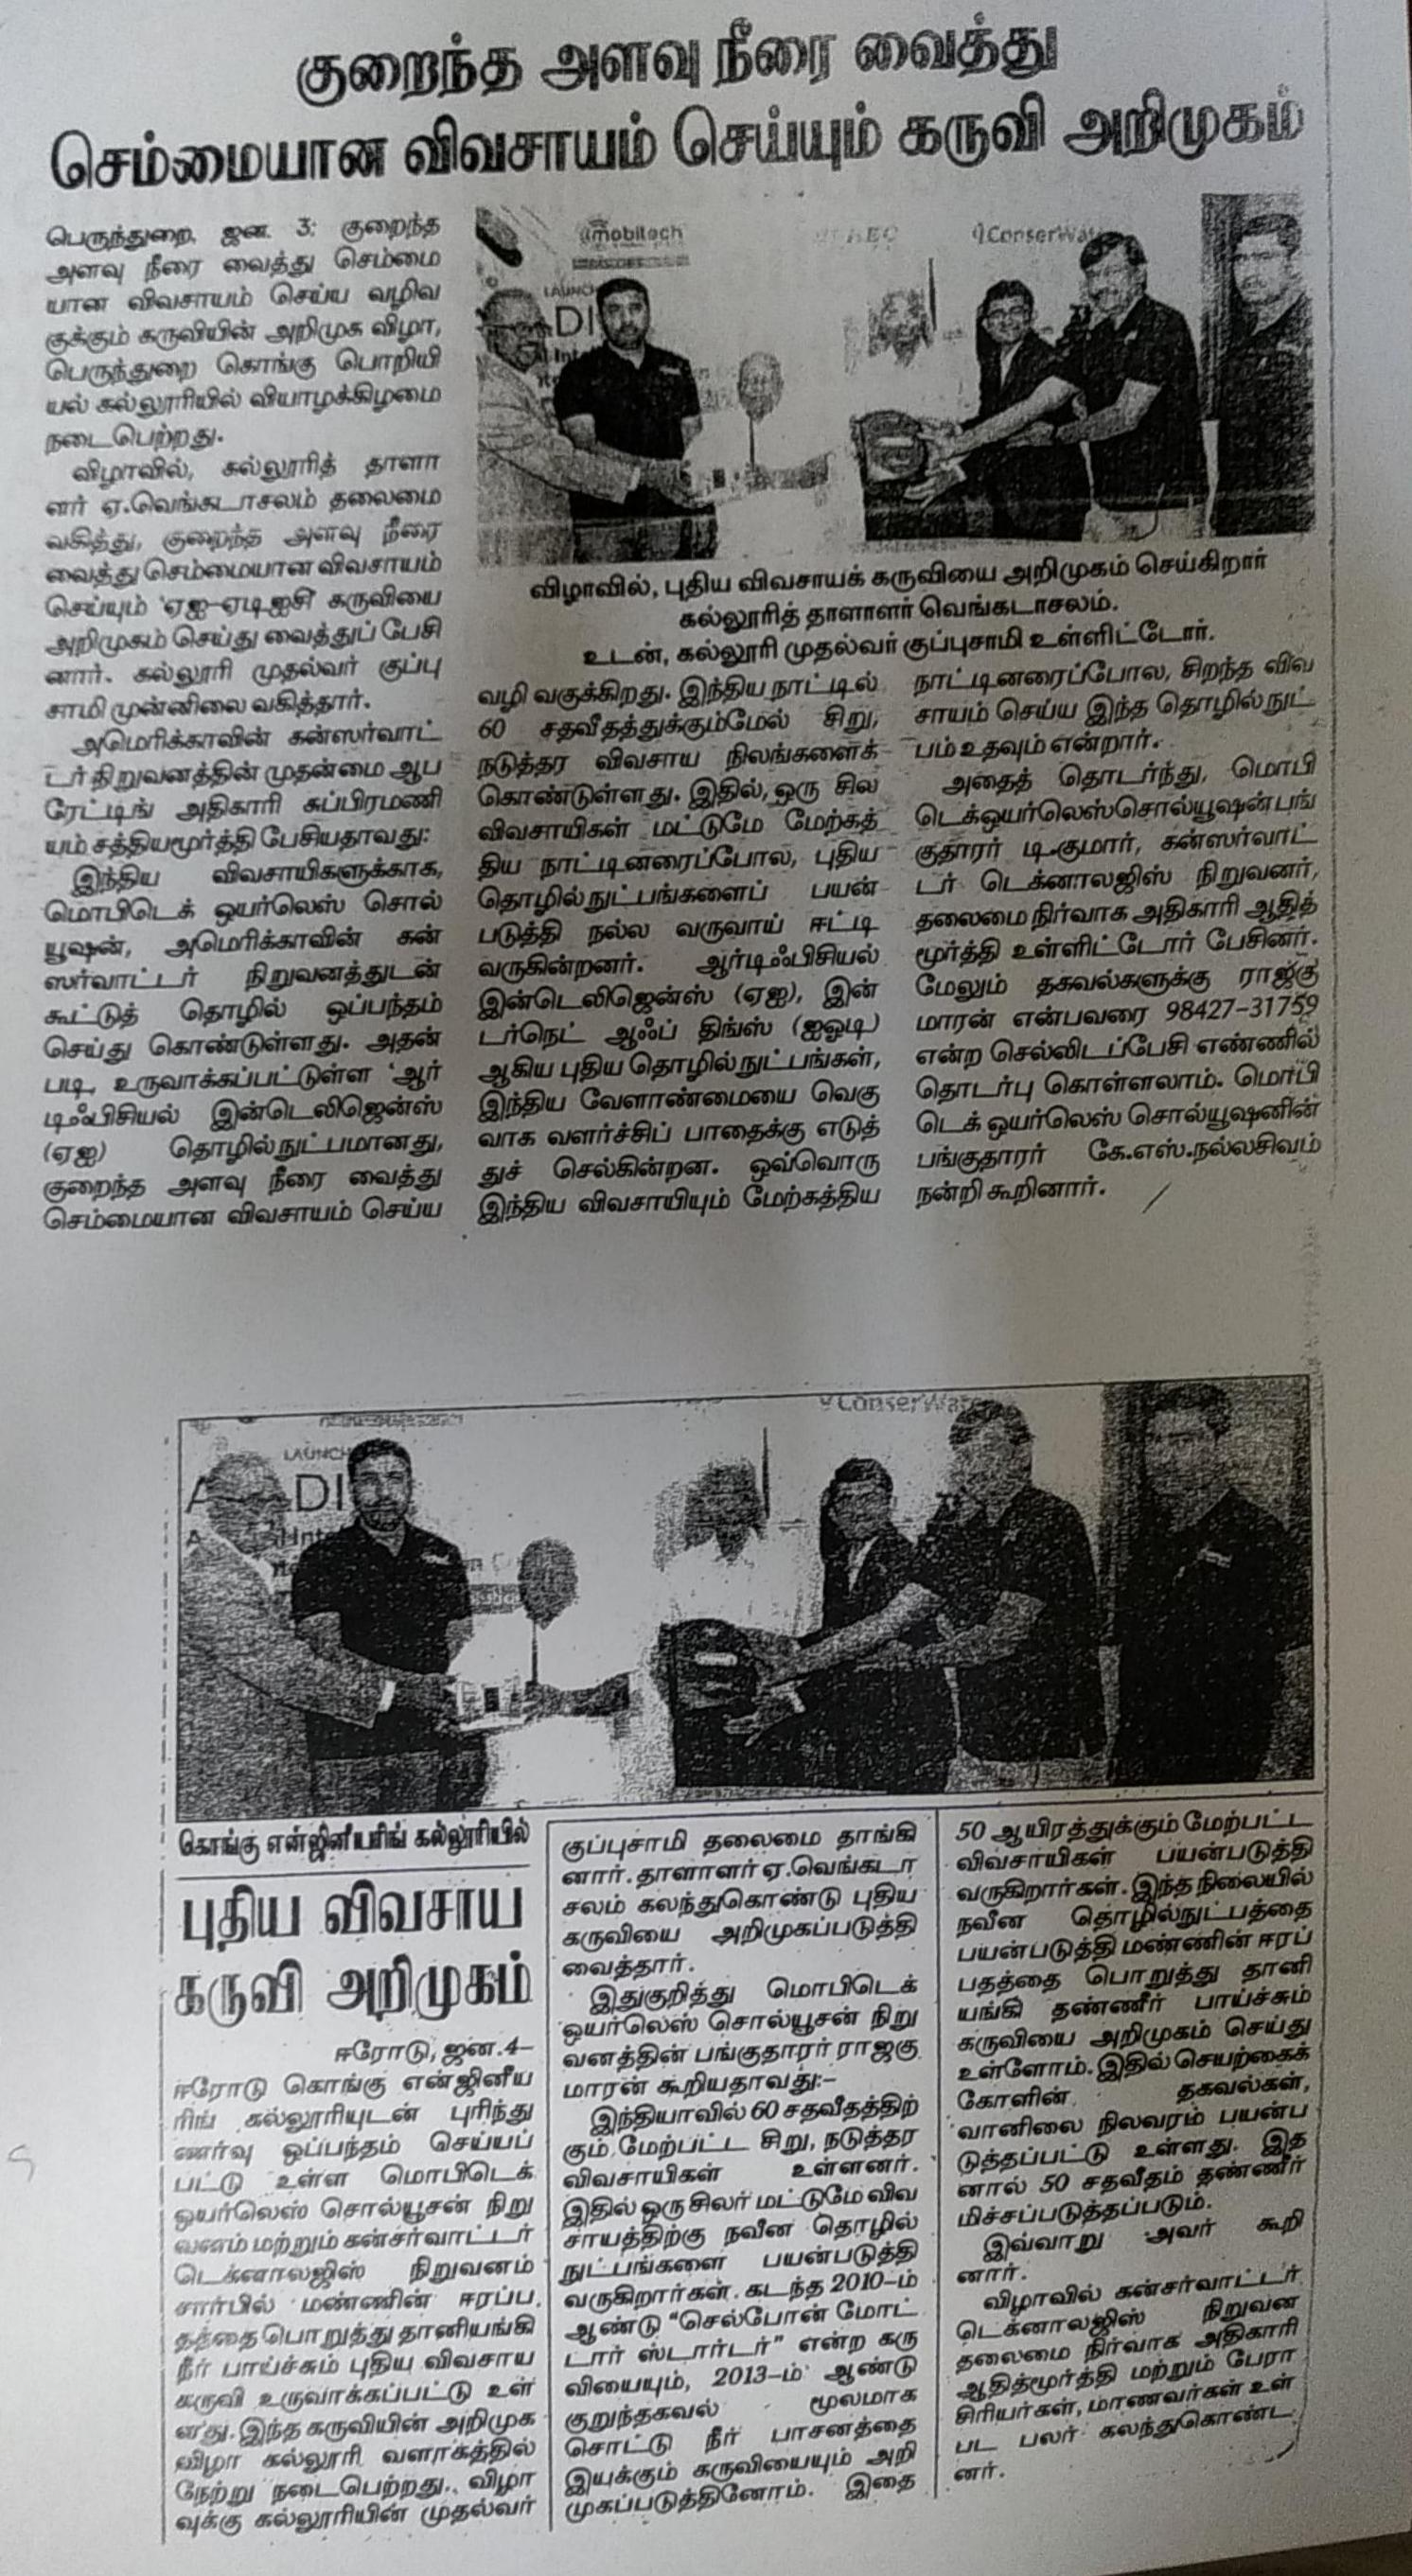 குறைந்த அளவு நீரை வைத்து
செம்மையான விவசாயம் செய்யும் கருவி அறிமுகம்
பெருந்துறை, ஜன. 3: குறைந்த
அளவு நீரை வைத்து செம்மை
யான விவசாயம் செய்ய வழிவ
குக்கும் கருவியின் அறிமுக விழா,
பெருந்துறை கொங்கு பொறியி
யல் கல்லூரியில் வியாழக்கிழமை
நடைபெற்றது.
விழாவில், கல்லூரித் தாளா
ளர் ஏ.வெங்கடாசலம் தலைமை
வகித்து, குறைந்த அளவு நீரை
வைத்து செம்மையான விவசாயம்
செய்யும் 'ஏஐ-ஏடிஐசி' கருவியை
அறிமுகம் செய்து வைத்துப் பேசி
னார். கல்லூரி முதல்வர் குப்பு
சாமி முன்னிலை வகித்தார்.
அமெரிக்காவின் கன்ஸர்வாட்
டர் நிறுவனத்தின் முதன்மை ஆப
ரேட்டிங் அதிகாரி சுப்பிரமணி
யம் சத்தியமூர்த்தி பேசியதாவது:
இந்திய விவசாயிகளுக்காக,
மொபிடெக் ஒயர்லெஸ் சொல்
யூஷன், அமெரிக்காவின் கன்
ஸர்வாட்டர் நிறுவனத்துடன்
கூட்டுத் தொழில் ஒப்பந்தம்
செய்து கொண்டுள்ளது. அதன்
படி, உருவாக்கப்பட்டுள்ள 'ஆர்
டிஃபிசியல் இன்டெலிஜென்ஸ்
(ஏஐ) தொழில்நுட்பமானது,
குறைந்த அளவு நீரை வைத்து
செம்மையான விவசாயம் செய்ய
mobitech
ConserWat
LAUNCH
DI
விழாவில், புதிய விவசாயக் கருவியை அறிமுகம் செய்கிறார்
கல்லூரித் தாளாளர் வெங்கடாசலம்.
உடன், கல்லூரி முதல்வர் குப்புசாமி உள்ளிட்டோர்.
வழி வகுக்கிறது. இந்திய நாட்டில்
60 சதவீதத்துக்கும்மேல் சிறு,
நடுத்தர விவசாய நிலங்களைக்
கொண்டுள்ளது. இதில், ஒரு சில
விவசாயிகள் மட்டுமே மேற்கத்
திய நாட்டினரைப்போல, புதிய
தொழில்நுட்பங்களைப் பயன்
படுத்தி நல்ல வருவாய் ஈட்டி
வருகின்றனர். ஆர்டிஃபிசியல்
இன்டெலிஜென்ஸ் (ஏஐ), இன்
டர்நெட் ஆஃப் திங்ஸ் (ஐஓடி)
ஆகிய புதிய தொழில்நுட்பங்கள்,
இந்திய வேளாண்மையை வெகு
வாக வளர்ச்சிப் பாதைக்கு எடுத்
துச் செல்கின்றன. ஒவ்வொரு
இந்திய விவசாயியும் மேற்கத்திய
நாட்டினரைப்போல, சிறந்த விவ
சாயம் செய்ய இந்த தொழில்நுட்
பம் உதவும் என்றார்.
அதைத் தொடர்ந்து, மொபி
டெக்ஒயர்லெஸ்சொல்யூஷன் பங்
குதாரர் டி.குமார், கன்ஸர்வாட்
டர் டெக்னாலஜிஸ் நிறுவனர்,
தலைமை நிர்வாக அதிகாரி ஆதித்
மூர்த்தி உள்ளிட்டோர் பேசினர்.
மேலும் தகவல்களுக்கு ராஜ்கு
மாரன் என்பவரை 98427-31759
என்ற செல்லிடப்பேசி எண்ணில்
தொடர்பு கொள்ளலாம். மொபி
டெக் ஒயர்லெஸ் சொல்யூஷனின்
பங்குதாரர் கே.எஸ்.நல்லசிவம்
நன்றி கூறினார்.
ConserWate
LAUNCH
DI
கொங்கு என்ஜினீயரிங் கல்லூரியில்
புதிய விவசாய
கருவி அறிமுகம்
ஈரோடு, ஜன.4-
ஈரோடு கொங்கு என்ஜினீய
ரிங் கல்லூரியுடன் புரிந்து
ணர்வு ஒப்பந்தம் செய்யப்
பட்டு உள்ள மொபிடெக்
ஒயர்லெஸ் சொல்யூசன் நிறு
வனம் மற்றும் கன்சர்வாட்டர்
டெக்னாலஜிஸ் நிறுவனம்
சார்பில் மண்ணின் ஈரப்ப
தத்தை பொறுத்து தானியங்கி
நீர் பாய்ச்சும் புதிய விவசாய
கருவி உருவாக்கப்பட்டு உள்
ளது. இந்த கருவியின் அறிமுக
விழா கல்லூரி வளாகத்தில்
நேற்று நடைபெற்றது. விழா
வுக்கு கல்லூரியின் முதல்வர்
குப்புசாமி தலைமை தாங்கி
னார். தாளாளர் ஏ.வெங்கடா
சலம் கலந்துகொண்டு புதிய
கருவியை அறிமுகப்படுத்தி
வைத்தார்.
இதுகுறித்து மொபிடெக்
ஒயர்லெஸ் சொல்யூசன் நிறு
வனத்தின் பங்குதாரர் ராஜகு
மாரன் கூறியதாவது:-
இந்தியாவில் 60 சதவீதத்திற்
கும் மேற்பட்ட சிறு, நடுத்தர
விவசாயிகள் உள்ளனர்.
இதில் ஒரு சிலர் மட்டுமே விவ
சாயத்திற்கு நவீன தொழில்
நுட்பங்களை பயன்படுத்தி
வருகிறார்கள். கடந்த 2010-ம்
ஆண்டு "செல்போன் மோட்
டார் ஸ்டார்டர்" என்ற கரு
வியையும், 2013-ம் ஆண்டு
குறுந்தகவல் மூலமாக
சொட்டு நீர் பாசனத்தை
இயக்கும் கருவியையும் அறி
முகப்படுத்தினோம். இதை
50 ஆயிரத்துக்கும் மேற்பட்ட
விவசாயிகள் பயன்படுத்தி
வருகிறார்கள். இந்த நிலையில்
நவீன தொழில்நுட்பத்தை
பயன்படுத்தி மண்ணின் ஈரப்
பதத்தை பொறுத்து தானி
யங்கி தண்ணீர் பாய்ச்சும்
கருவியை அறிமுகம் செய்து
உள்ளோம். இதில் செயற்கைக்
கோளின் தகவல்கள்,
வானிலை நிலவரம் பயன்ப
டுத்தப்பட்டு உள்ளது. இத
னால் 50 சதவீதம் தண்ணீர்
மிச்சப்படுத்தப்படும்.
இவ்வாறு அவர் கூறி
னார்.
விழாவில் கன்சர்வாட்டர்
டெக்னாலஜிஸ் நிறுவன
தலைமை நிர்வாக அதிகாரி
ஆதித்மூர்த்தி மற்றும் பேரா
சிரியர்கள், மாணவர்கள் உள்
பட பலர் கலந்துகொண்ட
னர்.